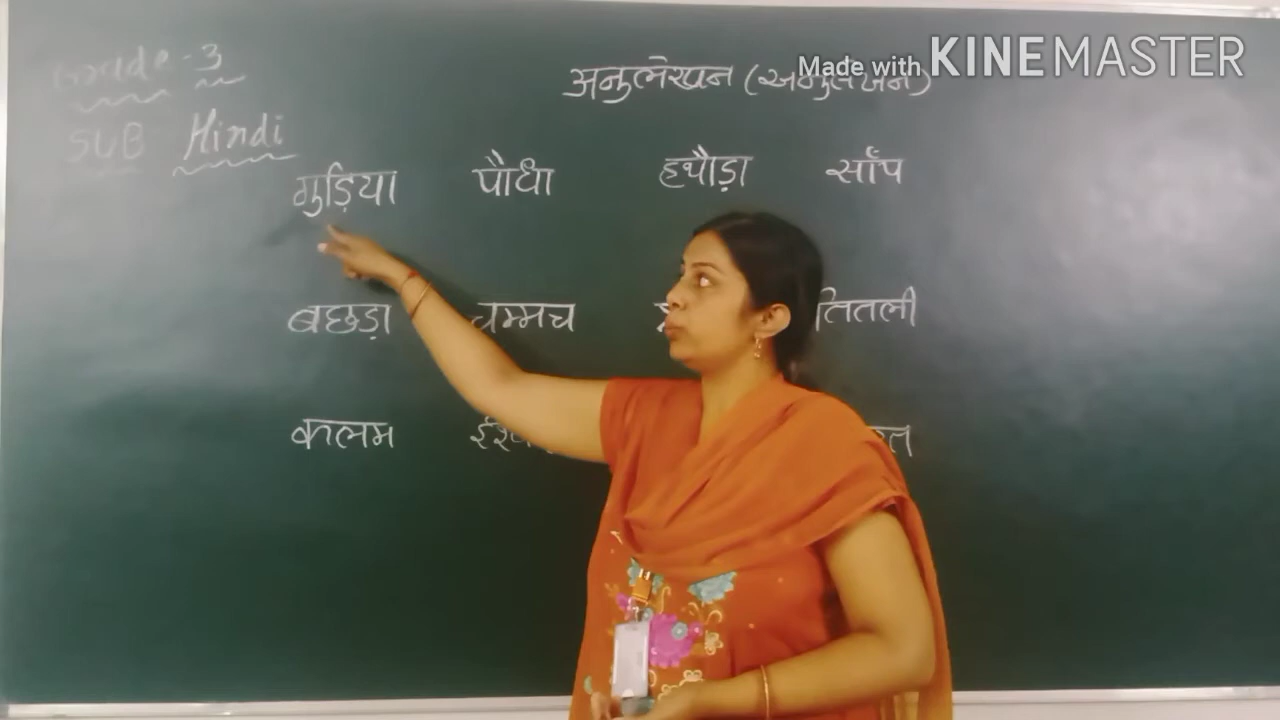 Made with KINEMASTER
Grade - 3
अनुलेखन
SUB Hindi
गुड़िया पौधा हथौड़ा साँप
बछड़ा चम्मच तितली
कलम